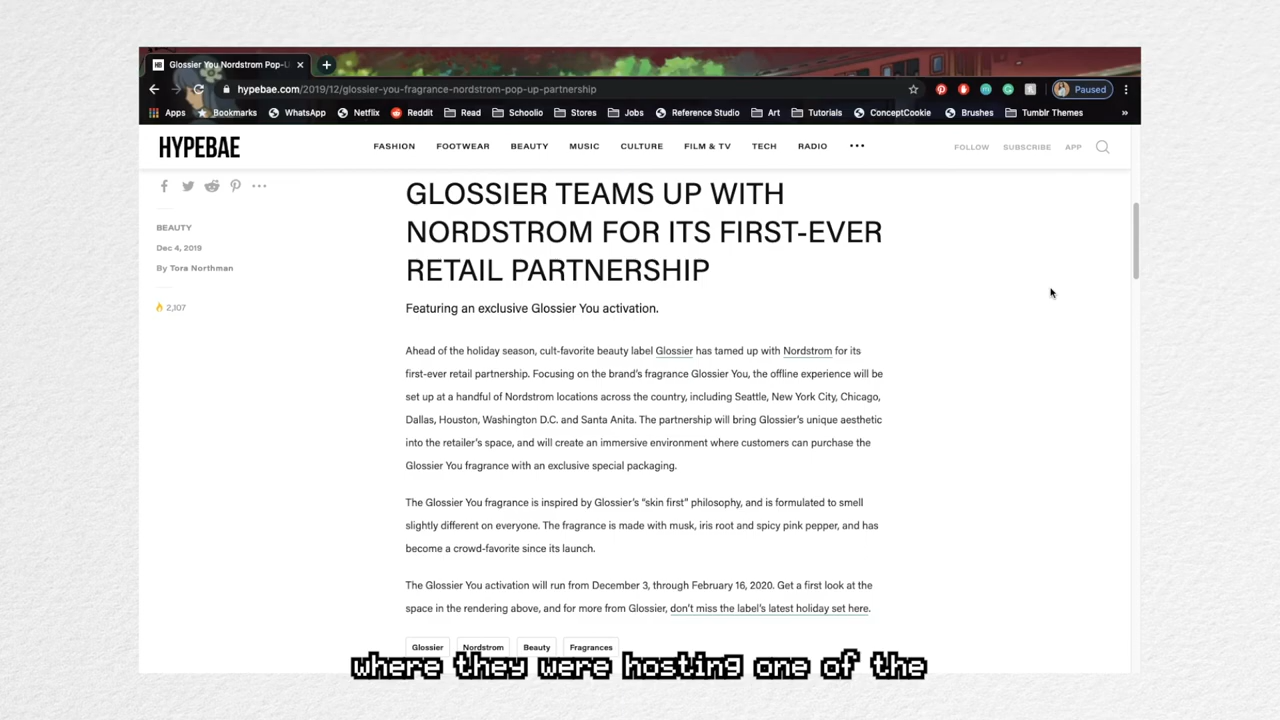 Glossier You Nordstrom Pop-U
hypebae.com/2019/12/glossier-you-fragrance-nordstrom-pop-up-partnership
Paused
Apps Bookmarks WhatsApp Netflix Reddit Read Schoolio Stores Jobs Reference Studio Art Tutorials ConceptCookie Brushes Tumblr Themes »
HYPEBAE
FASHION FOOTWEAR BEAUTY MUSIC CULTURE FILM & TV TECH RADIO •••
FOLLOW SUBSCRIBE APP
BEAUTY
Dec 4, 2019
By Tora Northman
2,107
GLOSSIER TEAMS UP WITH
NORDSTROM FOR ITS FIRST-EVER
RETAIL PARTNERSHIP
Featuring an exclusive Glossier You activation.
Ahead of the holiday season, cult-favorite beauty label Glossier has tamed up with Nordstrom for its
first-ever retail partnership. Focusing on the brand's fragrance Glossier You, the offline experience will be
set up at a handful of Nordstrom locations across the country, including Seattle, New York City, Chicago,
Dallas, Houston, Washington D.C. and Santa Anita. The partnership will bring Glossier's unique aesthetic
into the retailer's space, and will create an immersive environment where customers can purchase the
Glossier You fragrance with an exclusive special packaging.
The Glossier You fragrance is inspired by Glossier's "skin first" philosophy, and is formulated to smell
slightly different on everyone. The fragrance is made with musk, iris root and spicy pink pepper, and has
become a crowd-favorite since its launch.
The Glossier You activation will run from December 3, through February 16, 2020. Get a first look at the
space in the rendering above, and for more from Glossier, don't miss the label's latest holiday set here.
Glossier Nordstrom Beauty Fragrances
where they were hosting one of the